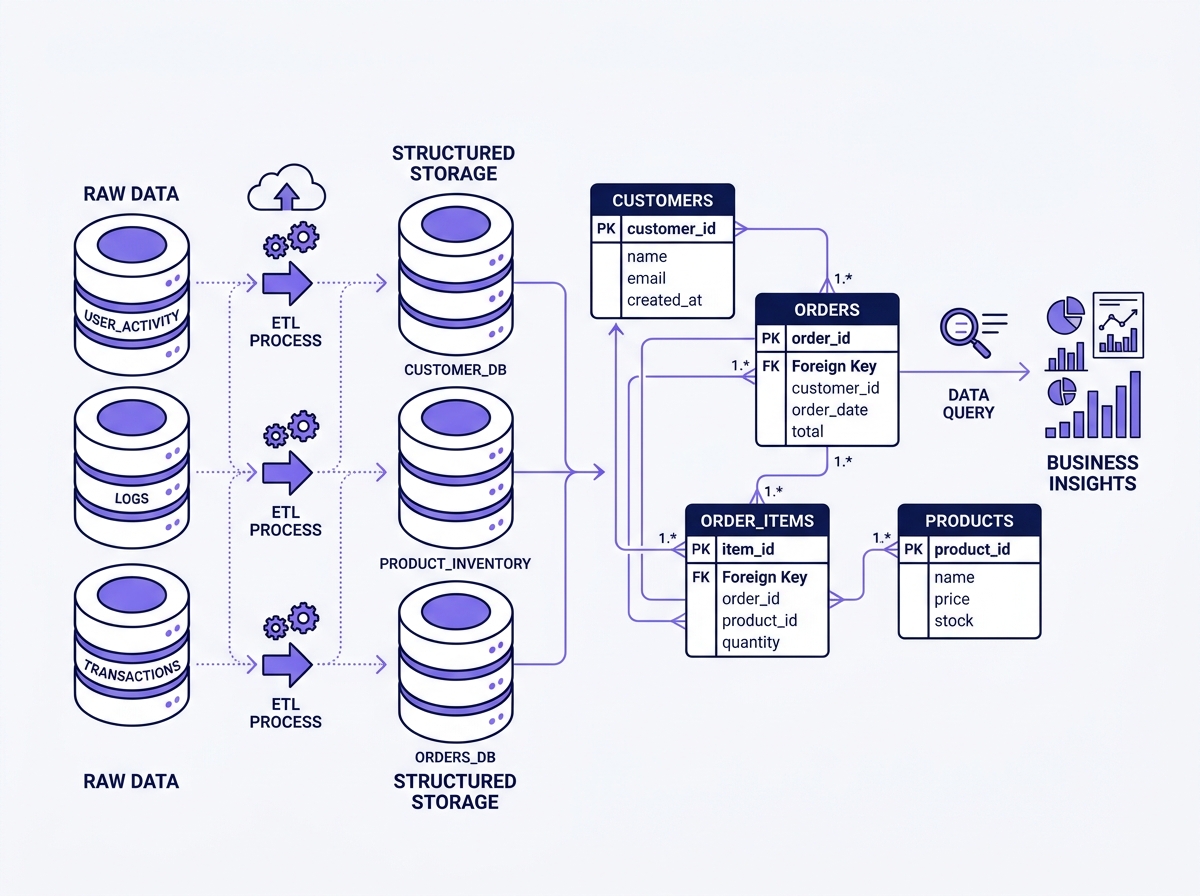 RAW DATA
USER_ACTIVITY
LOGS
TRANSACTIONS
RAW DATA
ETL
PROCESS
ETL
PROCESS
ETL
PROCESS
STRUCTURED
STORAGE
CUSTOMER_DB
PRODUCT_INVENTORY
ORDERS_DB
STRUCTURED
STORAGE
CUSTOMERS
PK customer_id
name
email
created_at
1.*
ORDERS
PK order_id
1.*
FK Foreign Key
customer_id
order_date
total
1.*
1.*
ORDER_ITEMS
1.*
PK item_id
FK Foreign Key
order_id
product_id
quantity
1.*
PRODUCTS
PK product_id
name
price
stock
DATA
QUERY
BUSINESS
INSIGHTS